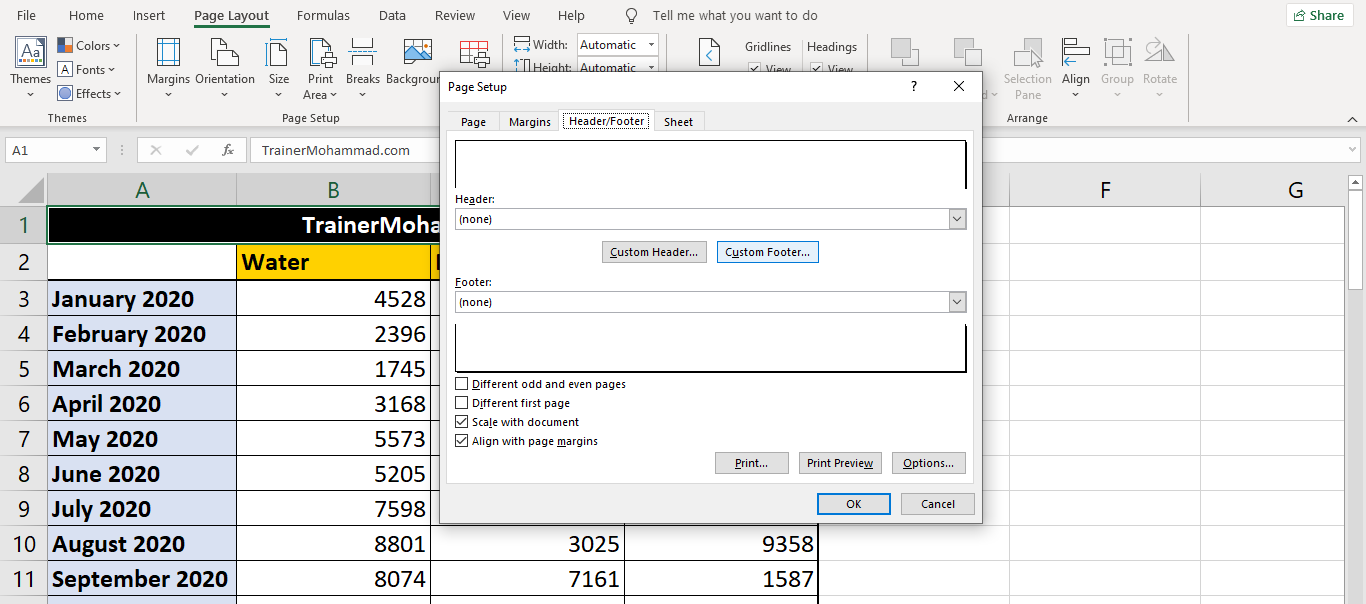 File Home Insert Page Layout Formulas Data Review View Help Tell me what you want to do Share
Themes Colors Fonts Effects Margins Orientation Size Print Area Breaks Width: Automatic Height: Automatic Gridlines View Headings View Selection Pane Align Group Rotate
Themes Page Setup Arrange
A1 fx TrainerMohammad.com
Page Setup ? ×
Page Margins Header/Footer Sheet
Header:
(none)
Custom Header... Custom Footer...
Footer:
(none)
Different odd and even pages
Different first page
Scale with document
Align with page margins
Print... Print Preview Options...
OK Cancel
A B F G
1 TrainerMoha
2 Water
3 January 2020 4528
4 February 2020 2396
5 March 2020 1745
6 April 2020 3168
7 May 2020 5573
8 June 2020 5205
9 July 2020 7598
10 August 2020 8801 3025 9358
11 September 2020 8074 7161 1587